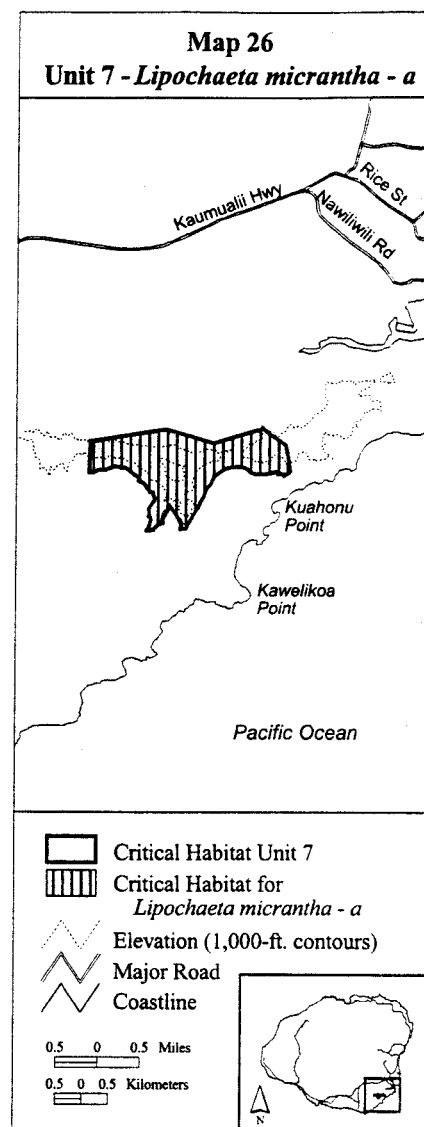 Map 26
Unit 7 - Lipochaeta micrantha - a
Kaumualii Hwy
Rice St
Nawiliwili Rd
Kuahonu
Point
Kawelikoa
Point
Pacific Ocean
Critical Habitat Unit 7
Critical Habitat for
Lipochaeta micrantha - a
Elevation (1,000-ft. contours)
Major Road
Coastline
0.5 0 0.5 Miles
0.5 0 0.5 Kilometers
N